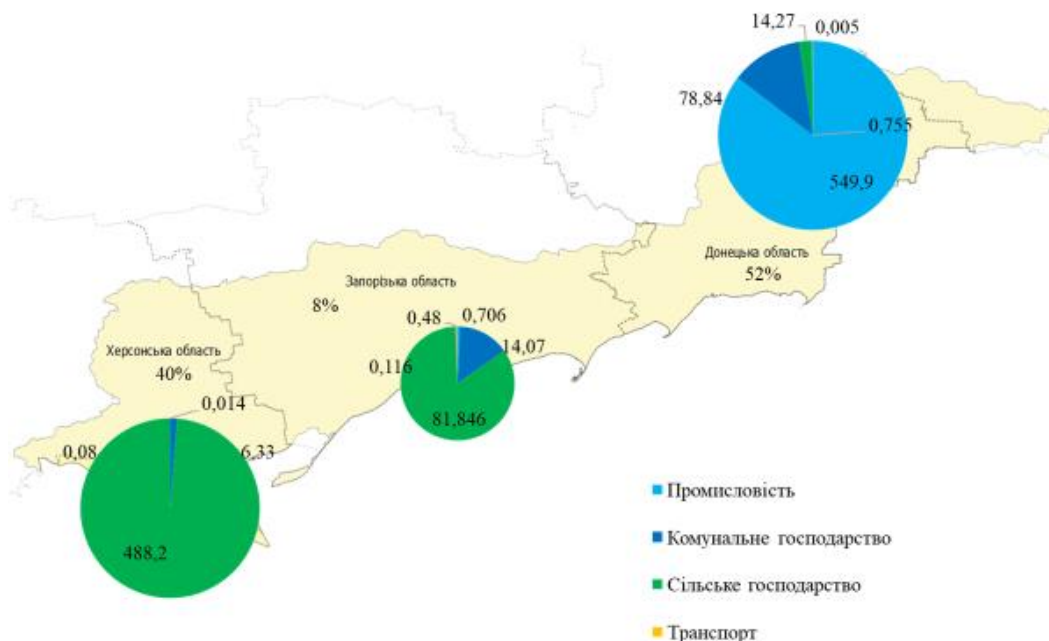 14,27
0,005
78,84
0,755
549,9
Донецька область
52%
Запорізька область
8%
0,48
0,706
14,07
0,116
81,846
Херсонська область
40%
0,014
0,08
6,33
488,2
Промисловість
Комунальне господарство
Сільське господарство
Транспорт